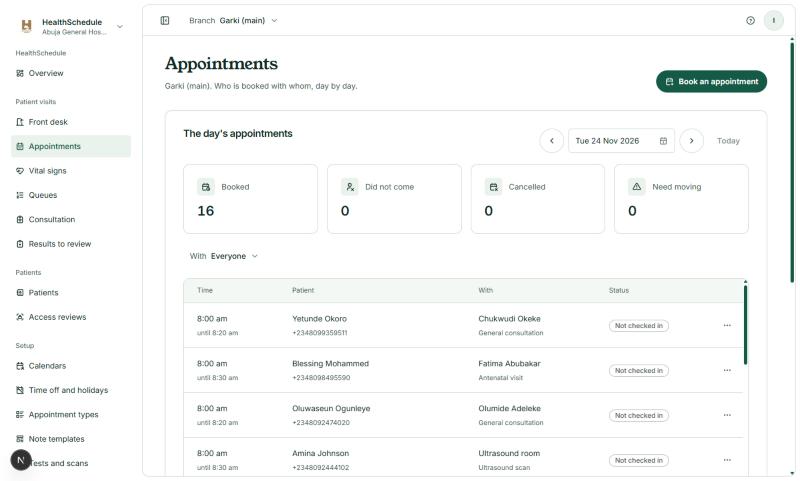 HealthSchedule
Abuja General Hos...
HealthSchedule
Overview
Patient visits
Front desk
Appointments
Vital signs
Queues
Consultation
Results to review
Patients
Patients
Access reviews
Setup
Calendars
Time off and holidays
Appointment types
Note templates
Tests and scans
N
Branch Garki (main)
I
Appointments
Garki (main). Who is booked with whom, day by day.
Book an appointment
The day's appointments
Tue 24 Nov 2026
Today
Booked
16
Did not come
0
Cancelled
0
Need moving
0
With Everyone
Time Patient With Status
8:00 am Yetunde Okoro Chukwudi Okeke Not checked in ...
until 8:20 am +2348099359511 General consultation
8:00 am Blessing Mohammed Fatima Abubakar Not checked in ...
until 8:30 am +2348098495590 Antenatal visit
8:00 am Oluwaseun Ogunleye Olumide Adeleke Not checked in ...
until 8:20 am +2348092474020 General consultation
8:00 am Amina Johnson Ultrasound room Not checked in ...
until 8:30 am +2348092444102 Ultrasound scan